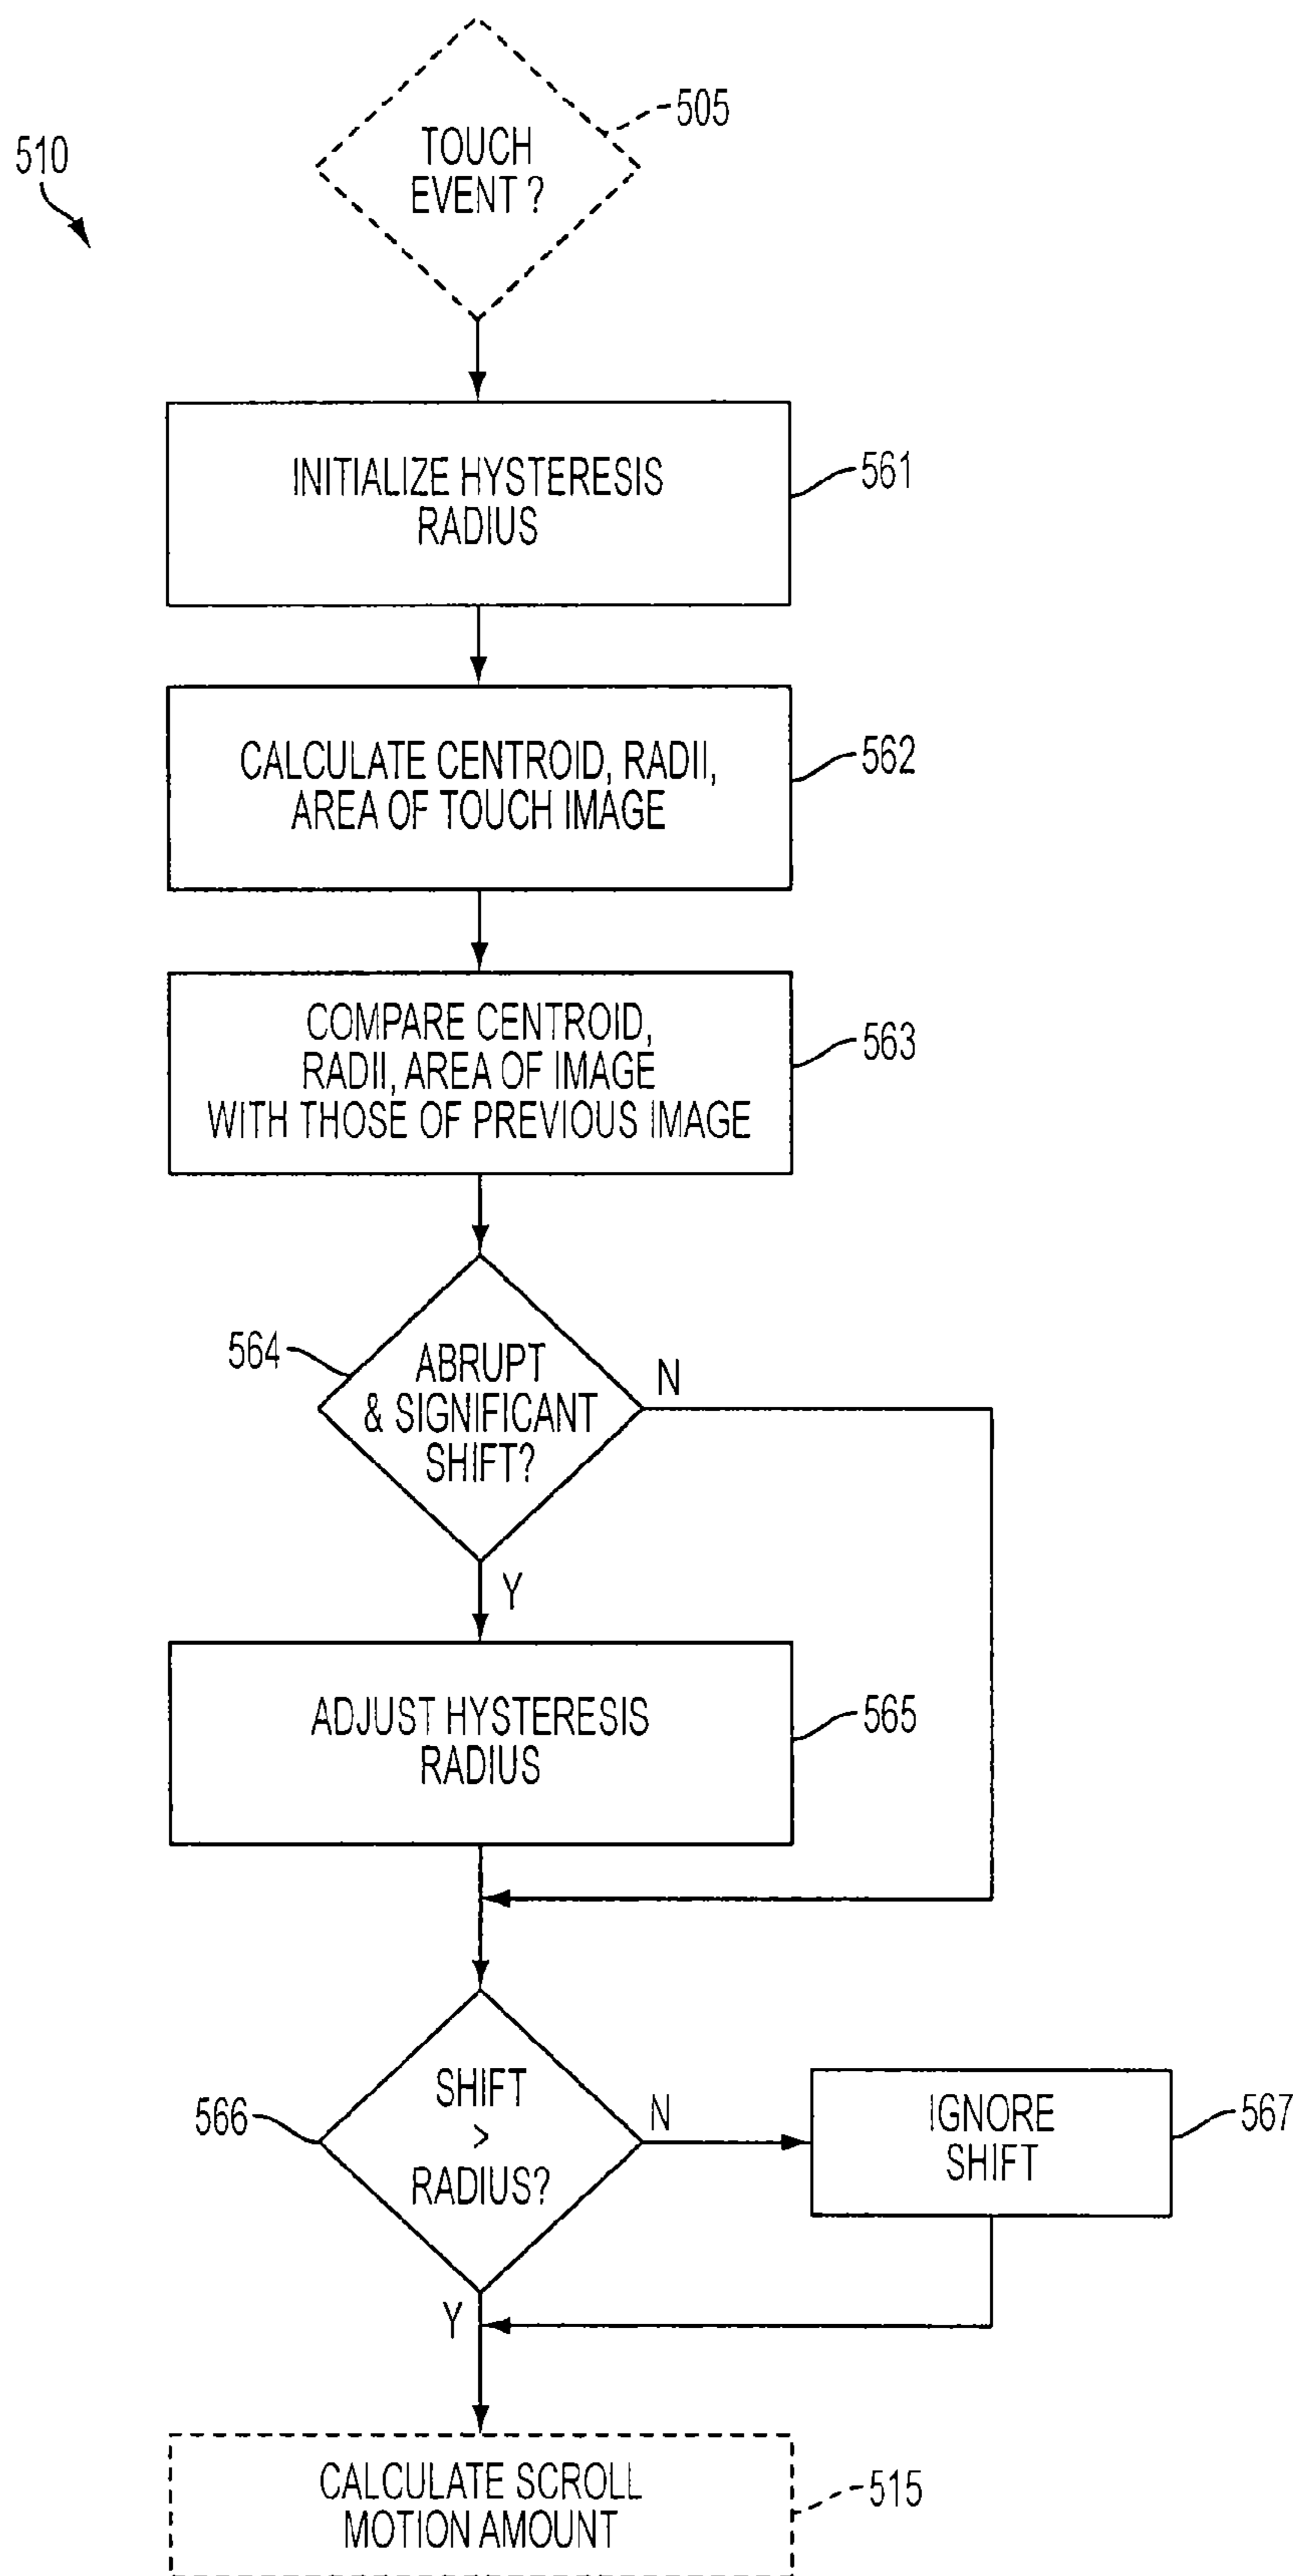 505
TOUCH
EVENT ?
510
INITIALIZE HYSTERESIS
RADIUS
561
CALCULATE CENTROID, RADII,
AREA OF TOUCH IMAGE
562
COMPARE CENTROID,
RADII, AREA OF IMAGE
WITH THOSE OF PREVIOUS IMAGE
563
564
ABRUPT
& SIGNIFICANT
SHIFT?
N
Y
ADJUST HYSTERESIS
RADIUS
565
566
SHIFT
>
RADIUS?
N
IGNORE
SHIFT
567
Y
CALCULATE SCROLL
MOTION AMOUNT
515